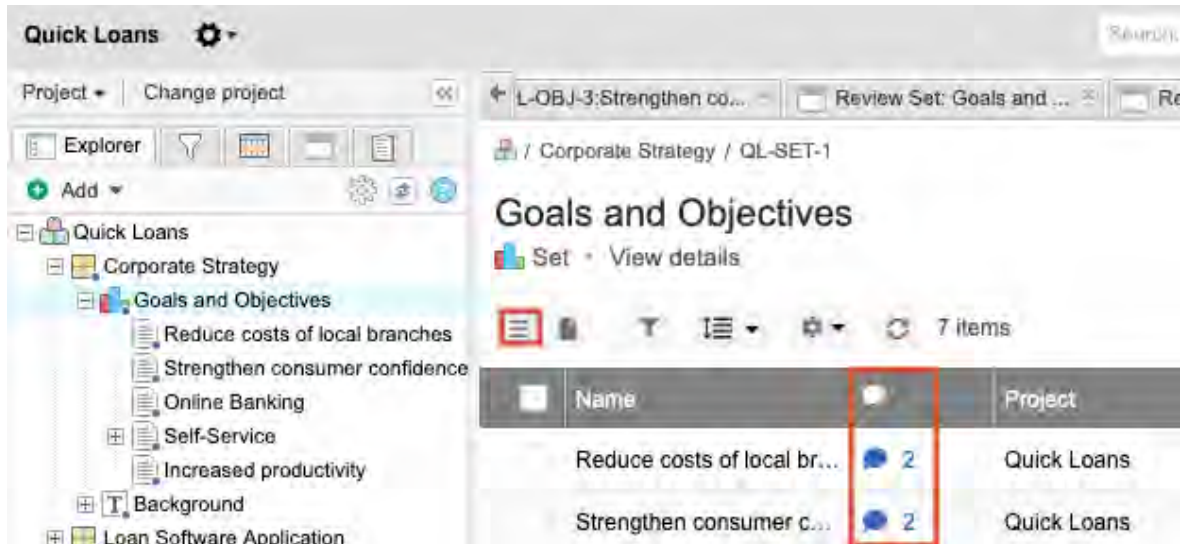 Quick Loans
Project Change project
L-OBJ-3:Strengthen co... Review Set: Goals and ... Re
Explorer
/ Corporate Strategy / QL-SET-1
Add
Goals and Objectives
Set • View details
Quick Loans
Corporate Strategy
Goals and Objectives
Reduce costs of local branches
Strengthen consumer confidence
Online Banking
Self-Service
Increased productivity
T Background
Loan Software Application
7 items
Name Project
Reduce costs of local br... 2 Quick Loans
Strengthen consumer c... 2 Quick Loans